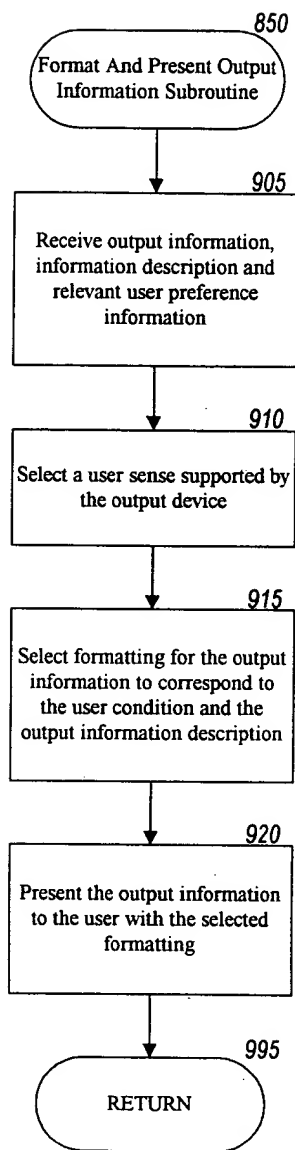 850
Format And Present Output
Information Subroutine
905
Receive output information,
information description and
relevant user preference
information
910
Select a user sense supported by
the output device
915
Select formatting for the output
information to correspond to
the user condition and the
output information description
920
Present the output information
to the user with the selected
formatting
995
RETURN